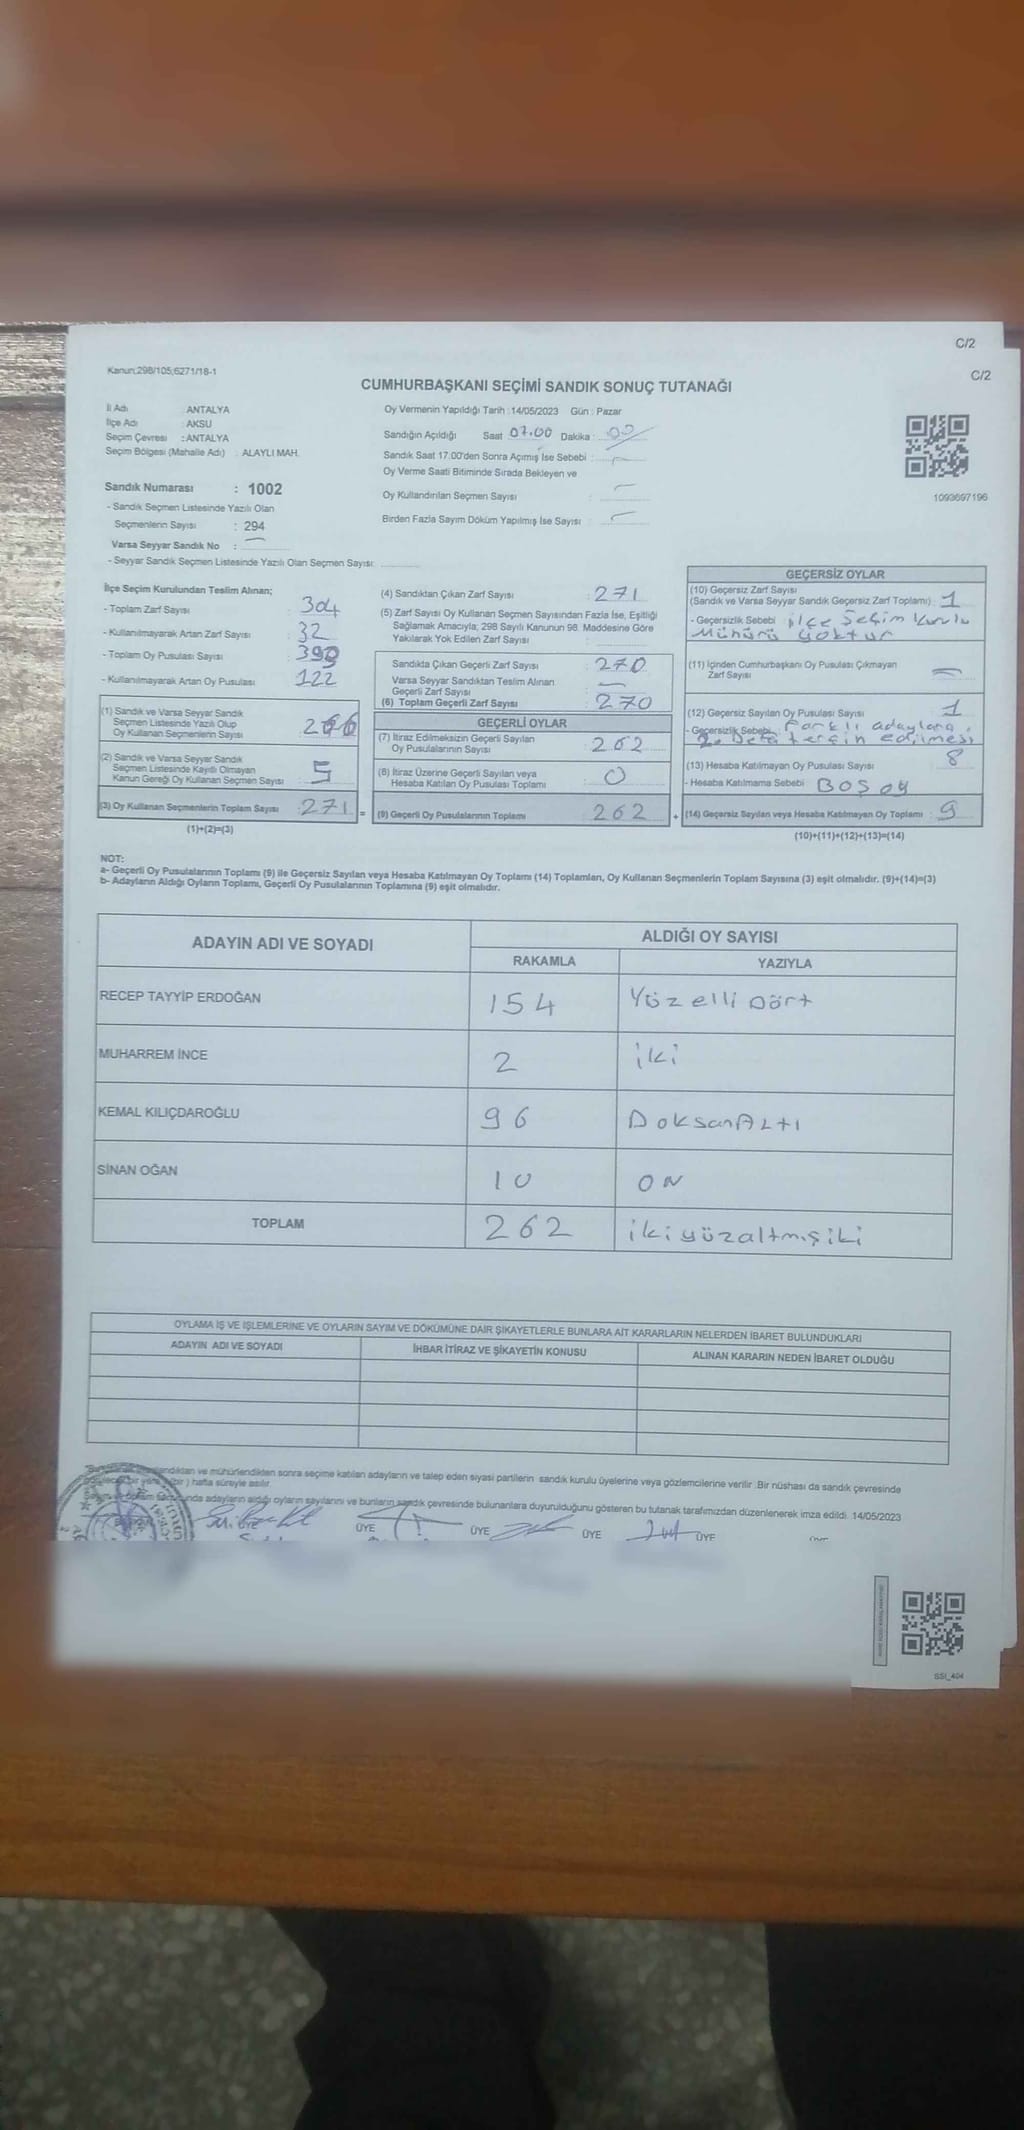 C/2
C/2
Kanun:298/105;6271/18-1
CUMHURBAŞKANI SEÇİMİ SANDIK SONUÇ TUTANAĞI
İl Adı : ANTALYA
İlçe Adı : AKSU
Seçim Çevresi : ANTALYA
Seçim Bölgesi (Mahalle Adı) : ALAYLI MAH.
Sandık Numarası : 1002
- Sandık Seçmen Listesinde Yazılı Olan
Seçmenlerin Sayısı : 294
Varsa Seyyar Sandık No :
- Seyyar Sandık Seçmen Listesinde Yazılı Olan Seçmen Sayısı:
Oy Vermenin Yapıldığı Tarih : 14/05/2023 Gün : Pazar
Sandığın Açıldığı Saat 07.00 Dakika : 00
Sandık Saat 17:00'den Sonra Açımış İse Sebebi :
Oy Verme Saati Bitiminde Sırada Bekleyen ve
Oy Kullandırılan Seçmen Sayısı :
Birden Fazla Sayım Döküm Yapılmış İse Sayısı :
1093697196
İlçe Seçim Kurulundan Teslim Alınan;
- Toplam Zarf Sayısı : 304
- Kullanılmayarak Artan Zarf Sayısı : 32
- Toplam Oy Pusulası Sayısı :
- Kullanılmayarak Artan Oy Pusulası : 122
(1) Sandık ve Varsa Seyyar Sandık
Seçmen Listesinde Yazılı Olup
Oy Kullanan Seçmenlerin Sayısı : 266
(2) Sandık ve Varsa Seyyar Sandık
Seçmen Listesinde Kayıtlı Olmayan
Kanun Gereği Oy Kullanan Seçmen Sayısı : 5
(3) Oy Kullanan Seçmenlerin Toplam Sayısı : 271
(1)+(2)=(3)
(4) Sandıktan Çıkan Zarf Sayısı : 271
(5) Zarf Sayısı Oy Kullanan Seçmen Sayısından Fazla İse, Eşitliği
Sağlamak Amacıyla; 298 Sayılı Kanunun 98. Maddesine Göre
Yakılarak Yok Edilen Zarf Sayısı :
Sandıkta Çıkan Geçerli Zarf Sayısı : 270
Varsa Seyyar Sandıktan Teslim Alınan
Geçerli Zarf Sayısı :
(6) Toplam Geçerli Zarf Sayısı : 270
GEÇERLİ OYLAR
(7) İtiraz Edilmeksizin Geçerli Sayılan
Oy Pusulalarının Sayısı : 262
(8) İtiraz Üzerine Geçerli Sayılan veya
Hesaba Katılan Oy Pusulası Toplamı : 0
= (9) Geçerli Oy Pusulalarının Toplamı : 262
GEÇERSİZ OYLAR
(10) Geçersiz Zarf Sayısı
(Sandık ve Varsa Seyyar Sandık Geçersiz Zarf Toplamı) : 1
- Geçersizlik Sebebi : ilçe Seçim Kurulu
Mühürü yoktur
(11) İçinden Cumhurbaşkanı Oy Pusulası Çıkmayan
Zarf Sayısı :
(12) Geçersiz Sayılan Oy Pusulası Sayısı : 1
- Geçersizlik Sebebi : Farklı adaylara
2. Defa tercin edilmesi
(13) Hesaba Katılmayan Oy Pusulası Sayısı : 8
- Hesaba Katılmama Sebebi : BOŞ oy
+ (14) Geçersiz Sayılan veya Hesaba Katılmayan Oy Toplamı : 9
(10)+(11)+(12)+(13)=(14)
NOT:
a- Geçerli Oy Pusulalarının Toplamı (9) ile Geçersiz Sayılan veya Hesaba Katılmayan Oy Toplamı (14) Toplamları, Oy Kullanan Seçmenlerin Toplam Sayısına (3) eşit olmalıdır. (9)+(14)=(3)
b- Adayların Aldığı Oyların Toplamı, Geçerli Oy Pusulalarının Toplamına (9) eşit olmalıdır.
ADAYIN ADI VE SOYADI ALDIĞI OY SAYISI
RAKAMLA YAZIYLA
RECEP TAYYİP ERDOĞAN 154 Yüz elli Dört
MUHARREM İNCE 2 iki
KEMAL KILIÇDAROĞLU 96 DoksanAltı
SİNAN OĞAN 10 ON
TOPLAM 262 ikiyüzaltmışiki
OYLAMA İŞ VE İŞLEMLERİNE VE OYLARIN SAYIM VE DÖKÜMÜNE DAİR ŞİKAYETLERLE BUNLARA AİT KARARLARIN NELERDEN İBARET BULUNDUKLARI
ADAYIN ADI VE SOYADI İHBAR İTİRAZ VE ŞİKAYETİN KONUSU ALINAN KARARIN NEDEN İBARET OLDUĞU
ve mühürlendikten sonra seçime katılan adayların ve talep eden siyasi partilerin sandık kurulu üyelerine veya gözlemcilerine verilir. Bir nüshası da sandık çevresinde
hafta süreyle asılır.
adayların aldığı oyların sayılarını ve bunların sandık çevresinde bulunanlara duyurulduğunu gösteren bu tutanak tarafımızdan düzenlenerek imza edildi. 14/05/2023
ÜYE ÜYE ÜYE ÜYE
SSI_404